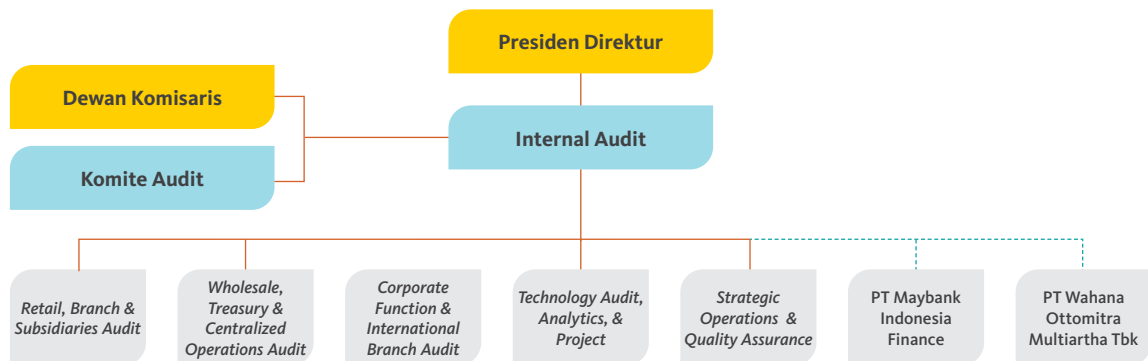 Presiden Direktur
Dewan Komisaris
Internal Audit
Komite Audit
Retail, Branch &
Subsidiaries Audit
Wholesale,
Treasury &
Centralized
Operations Audit
Corporate
Function &
International
Branch Audit
Technology Audit,
Analytics, &
Project
Strategic
Operations &
Quality Assurance
PT Maybank
Indonesia
Finance
PT Wahana
Ottomitra
Multiartha Tbk